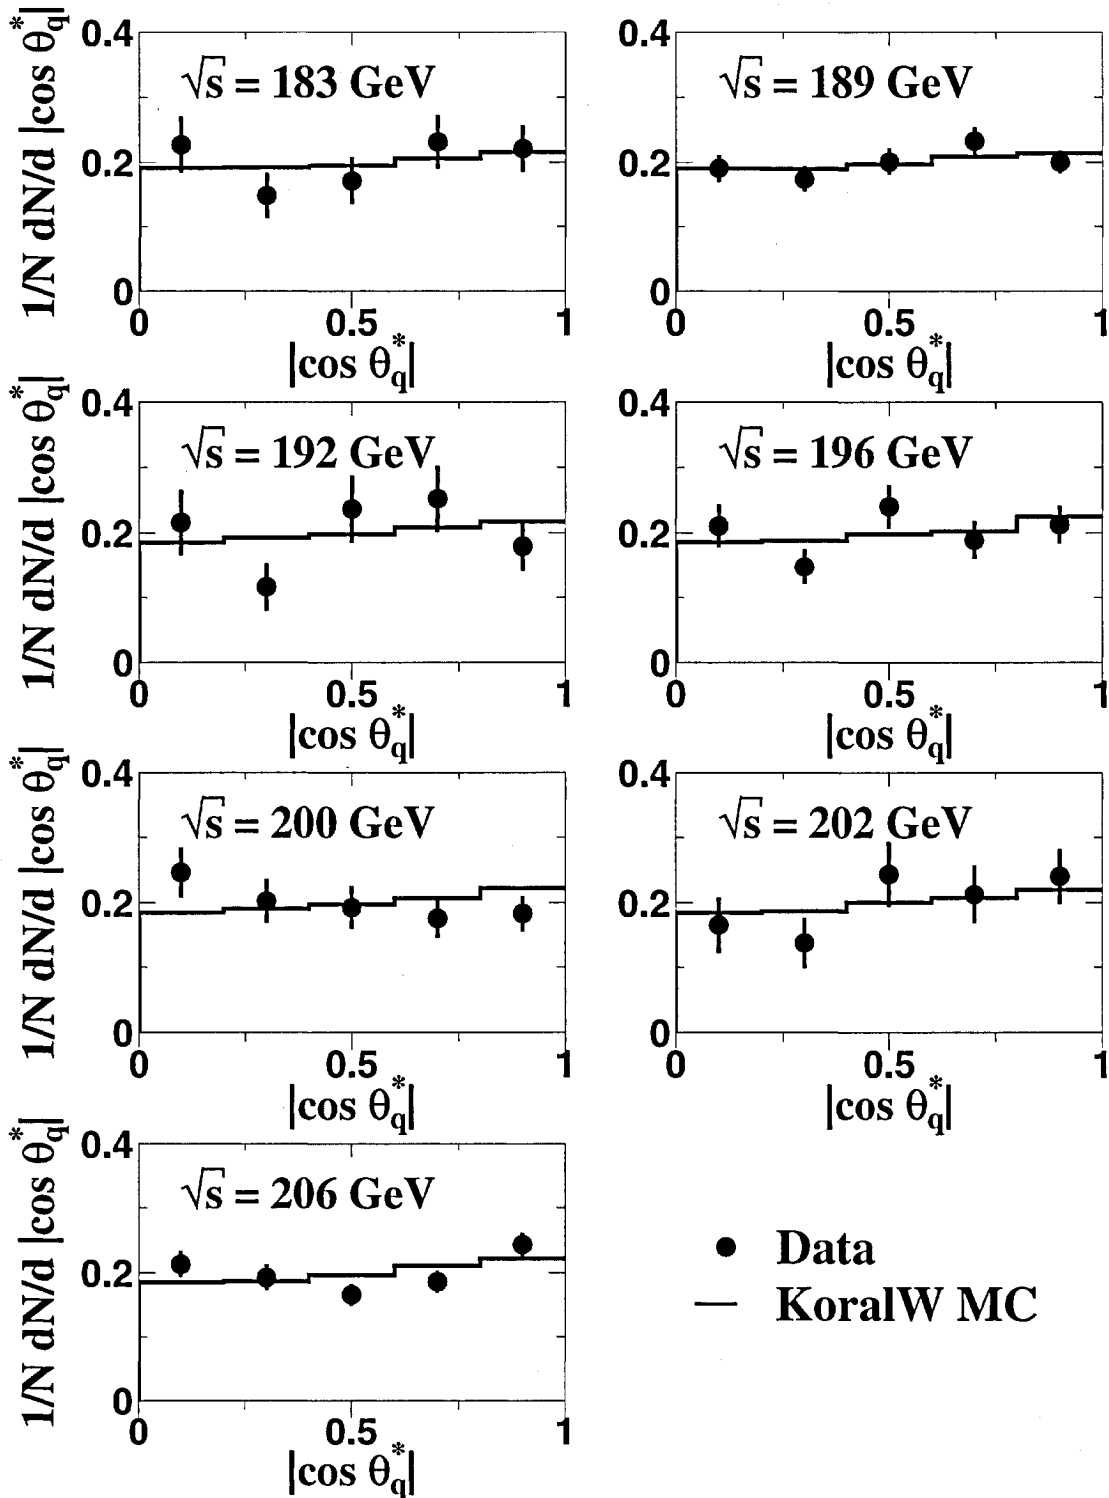 1/N dN/d |cos θ*q|
0.4
0.2
0
√s = 183 GeV
0 0.5 1
|cos θ*q|
0.4
0.2
0
√s = 189 GeV
0 0.5 1
|cos θ*q|
1/N dN/d |cos θ*q|
0.4
0.2
0
√s = 192 GeV
0 0.5 1
|cos θ*q|
0.4
0.2
0
√s = 196 GeV
0 0.5 1
|cos θ*q|
1/N dN/d |cos θ*q|
0.4
0.2
0
√s = 200 GeV
0 0.5 1
|cos θ*q|
0.4
0.2
0
√s = 202 GeV
0 0.5 1
|cos θ*q|
1/N dN/d |cos θ*q|
0.4
0.2
0
√s = 206 GeV
0 0.5 1
|cos θ*q|
Data
KoralW MC